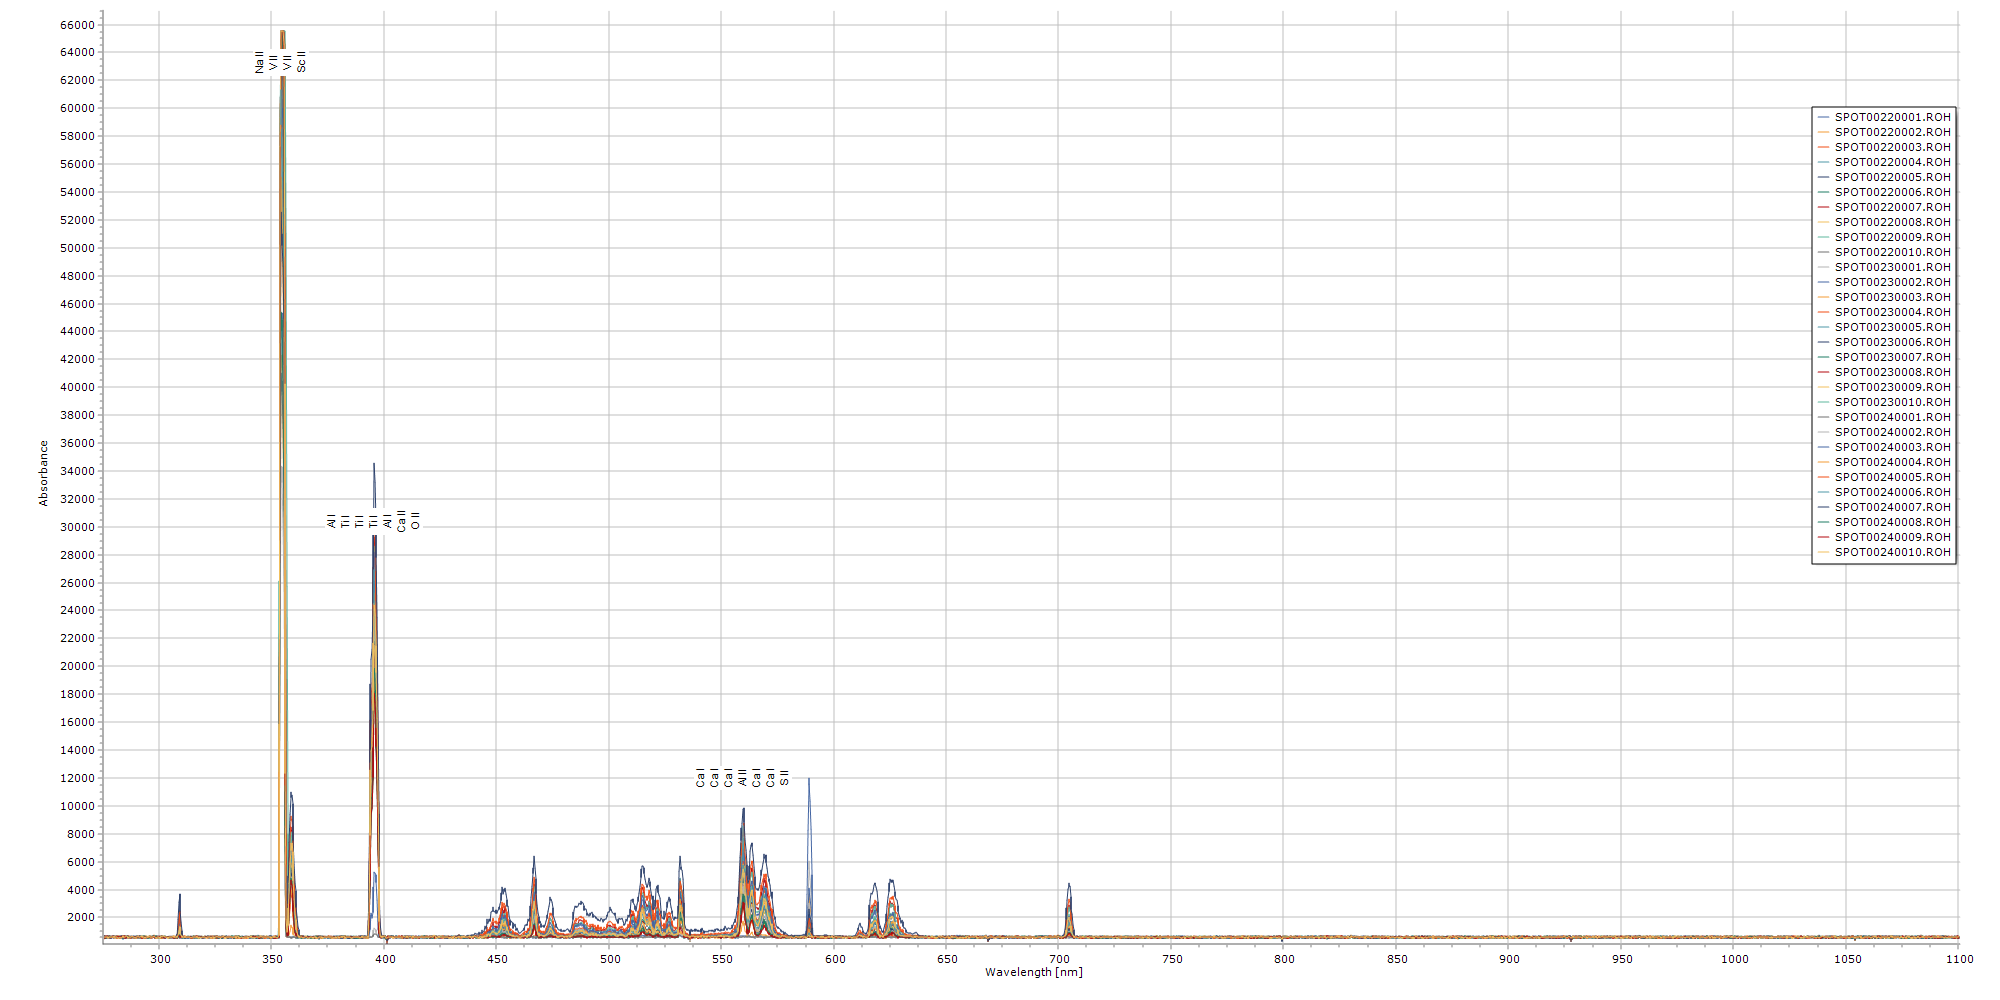 66000
64000
62000
60000
58000
56000
54000
52000
50000
48000
46000
44000
42000
40000
38000
36000
34000
32000
30000
28000
26000
24000
22000
20000
18000
16000
14000
12000
10000
8000
6000
4000
2000
Absorbance
Na II
V II
V II
Sc II
Al I
Ti I
Ti I
Ti I
Al I
Ca II
O II
Ca I
Ca I
Ca I
Al II
Ca I
Ca I
S II
SPOT00220001.ROH
SPOT00220002.ROH
SPOT00220003.ROH
SPOT00220004.ROH
SPOT00220005.ROH
SPOT00220006.ROH
SPOT00220007.ROH
SPOT00220008.ROH
SPOT00220009.ROH
SPOT00220010.ROH
SPOT00230001.ROH
SPOT00230002.ROH
SPOT00230003.ROH
SPOT00230004.ROH
SPOT00230005.ROH
SPOT00230006.ROH
SPOT00230007.ROH
SPOT00230008.ROH
SPOT00230009.ROH
SPOT00230010.ROH
SPOT00240001.ROH
SPOT00240002.ROH
SPOT00240003.ROH
SPOT00240004.ROH
SPOT00240005.ROH
SPOT00240006.ROH
SPOT00240007.ROH
SPOT00240008.ROH
SPOT00240009.ROH
SPOT00240010.ROH
300 350 400 450 500 550 600 650 700 750 800 850 900 950 1000 1050 1100
Wavelength [nm]